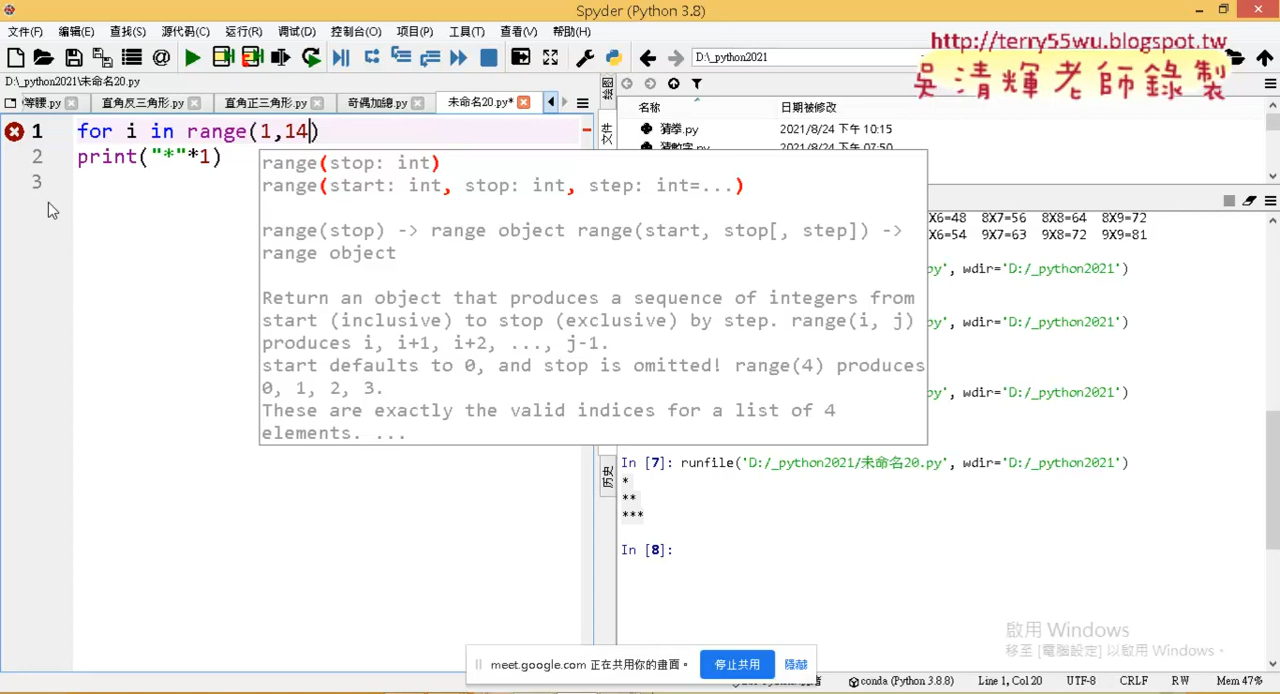 Spyder (Python 3.8)
文件(F) 编辑(E) 查找(S) 源代码(C) 运行(R) 调试(D) 控制台(O) 项目(P) 工具(T) 查看(V) 帮助(H)
D:\_python2021
http://terry55wu.blogspot.tw
吳清輝老師錄製
D:\_python2021\未命名20.py
等腰.py 直角反三角形.py 直角正三角形.py 奇偶加總.py 未命名20.py*
名称 日期被修改
1 for i in range(1,14)
2 print("*"*1)
3
猜拳.py 2021/8/24 下午 10:15
猜數字.py 2021/8/24 下午 07:50
range(stop: int)
range(start: int, stop: int, step: int=...)
range(stop) -> range object range(start, stop[, step]) ->
range object
Return an object that produces a sequence of integers from
start (inclusive) to stop (exclusive) by step. range(i, j)
produces i, i+1, i+2, ..., j-1.
start defaults to 0, and stop is omitted! range(4) produces
0, 1, 2, 3.
These are exactly the valid indices for a list of 4
elements. ...
X6=48 8X7=56 8X8=64 8X9=72
X6=54 9X7=63 9X8=72 9X9=81
py', wdir='D:/_python2021')
py', wdir='D:/_python2021')
py', wdir='D:/_python2021')
历史
In [7]: runfile('D:/_python2021/未命名20.py', wdir='D:/_python2021')
*
**
***
In [8]:
啟用 Windows
移至 [電腦設定] 以啟用 Windows。
meet.google.com 正在共用你的畫面。 停止共用 隱藏
conda (Python 3.8.8) Line 1, Col 20 UTF-8 CRLF RW Mem 47%